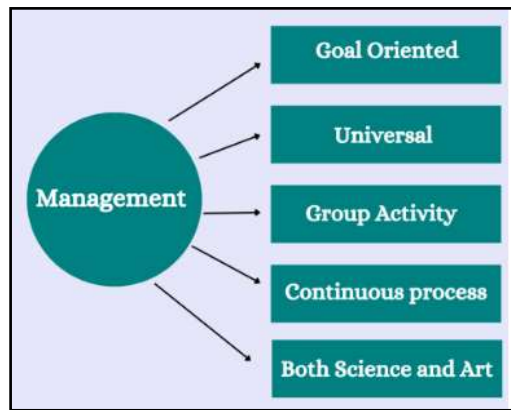 Goal Oriented
Universal
Management
Group Activity
Continuous process
Both Science and Art